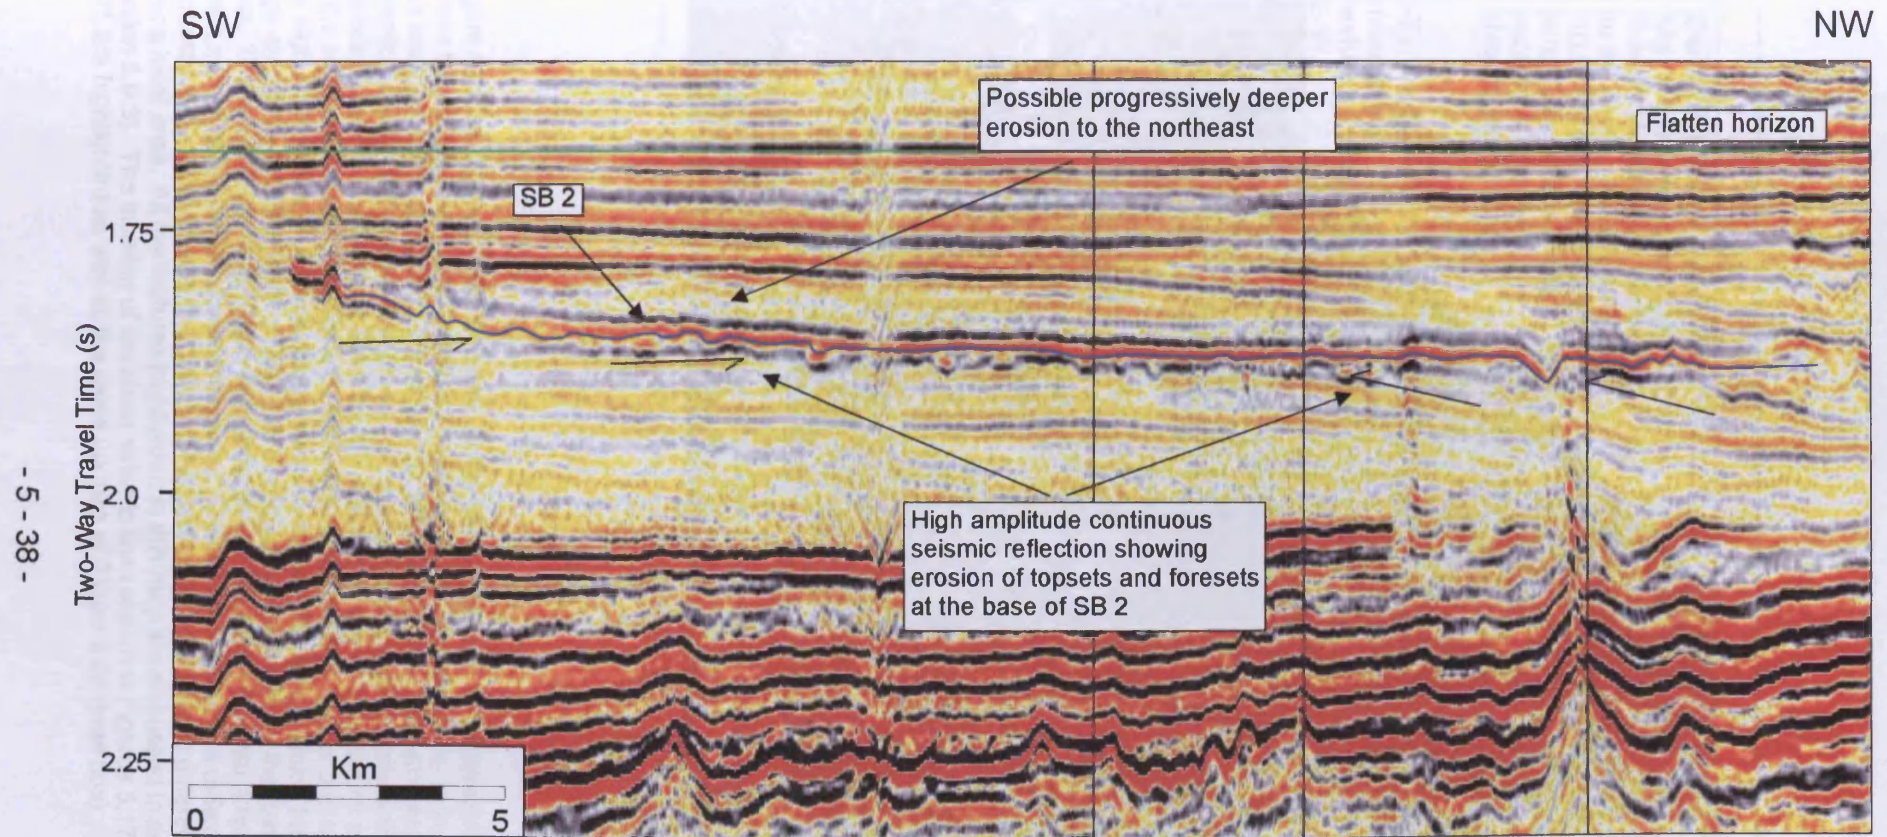 SW
NW
Possible progressively deeper
erosion to the northeast
Flatten horizon
SB 2
1.75
Two-Way Travel Time (s)
2.0
High amplitude continuous
seismic reflection showing
erosion of topsets and foresets
at the base of SB 2
2.25
Km
0
5
- 5 - 38 -